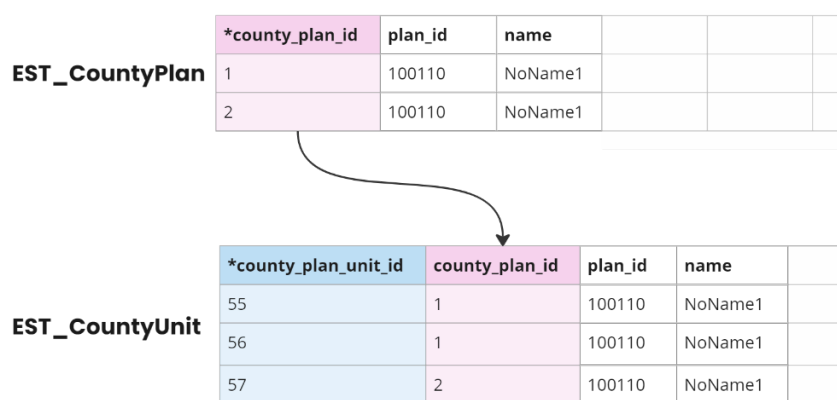 *county_plan_id plan_id name
EST_CountyPlan 1 100110 NoName1
2 100110 NoName1
*county_plan_unit_id county_plan_id plan_id name
55 1 100110 NoName1
EST_CountyUnit 56 1 100110 NoName1
57 2 100110 NoName1